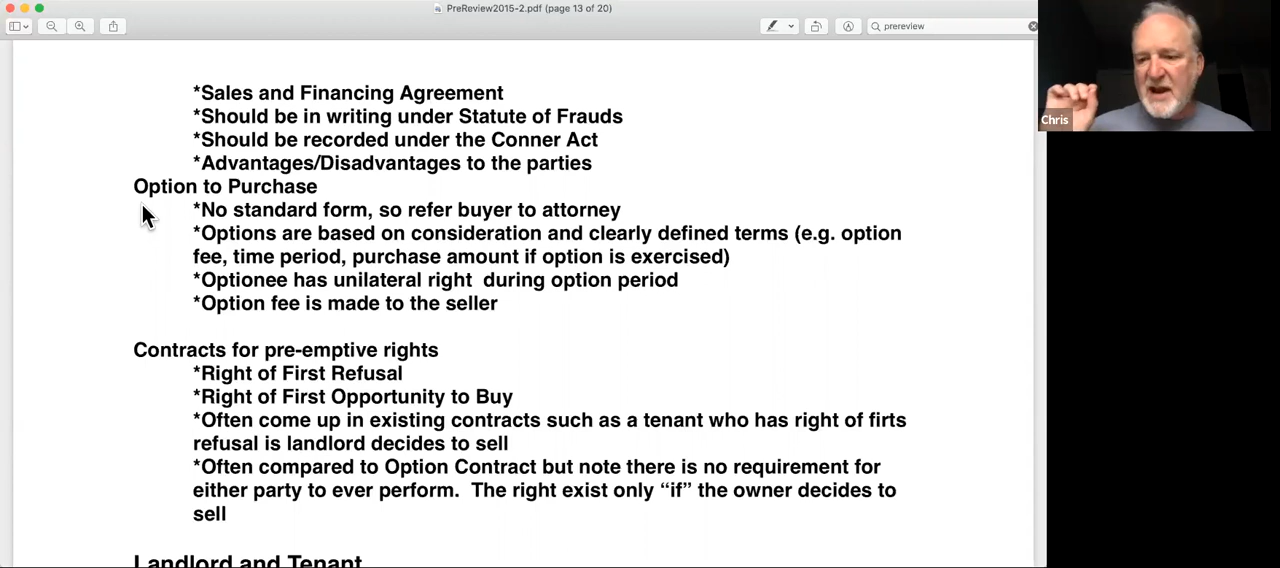 PreReview2015-2.pdf (page 13 of 20)
prereview
*Sales and Financing Agreement
*Should be in writing under Statute of Frauds
*Should be recorded under the Conner Act
*Advantages/Disadvantages to the parties
Option to Purchase
*No standard form, so refer buyer to attorney
*Options are based on consideration and clearly defined terms (e.g. option
fee, time period, purchase amount if option is exercised)
*Optionee has unilateral right  during option period
*Option fee is made to the seller
Contracts for pre-emptive rights
*Right of First Refusal
*Right of First Opportunity to Buy
*Often come up in existing contracts such as a tenant who has right of firts
refusal is landlord decides to sell
*Often compared to Option Contract but note there is no requirement for
either party to ever perform.  The right exist only “if” the owner decides to
sell
Landlord and Tenant
Chris